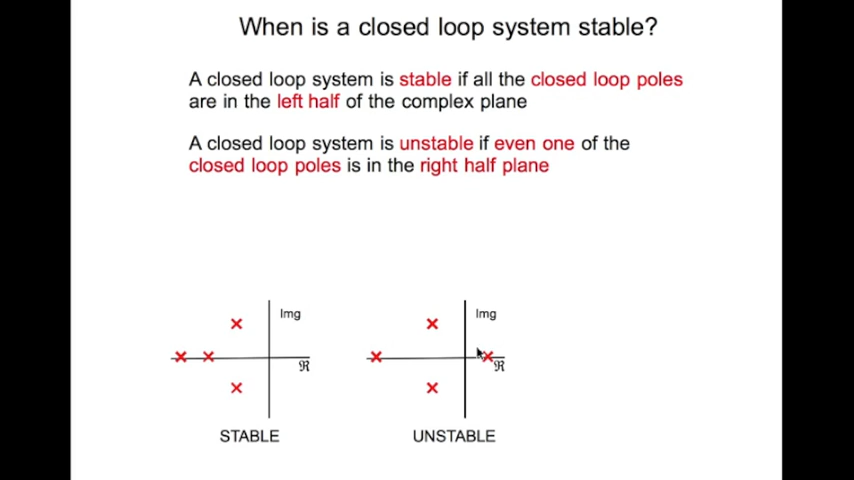 When is a closed loop system stable?
A closed loop system is stable if all the closed loop poles
are in the left half of the complex plane
A closed loop system is unstable if even one of the
closed loop poles is in the right half plane
Img
ℜ
STABLE
Img
ℜ
UNSTABLE